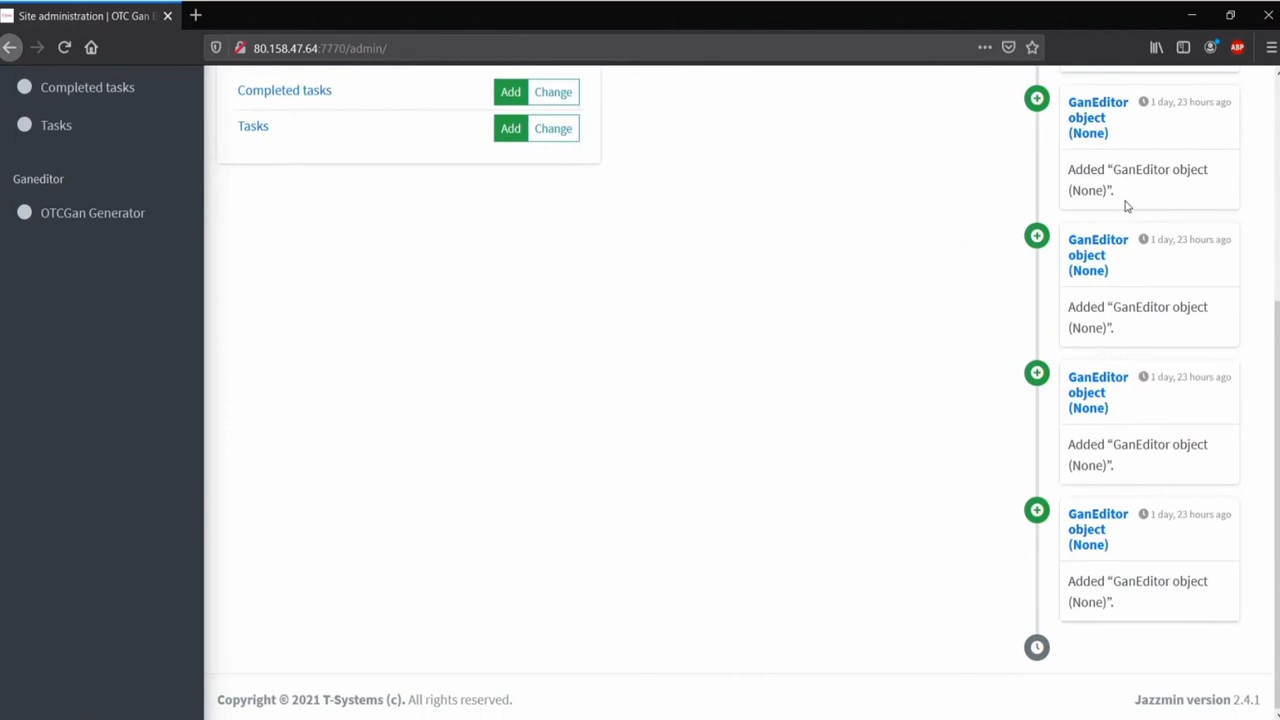 Site administration | OTC Gan E
80.158.47.64:7770/admin/
ABP
Completed tasks
Tasks
Ganeditor
OTCGan Generator
Completed tasks Add Change
Tasks Add Change
GanEditor object (None) 1 day, 23 hours ago
Added “GanEditor object
(None)”.
GanEditor object (None) 1 day, 23 hours ago
Added “GanEditor object
(None)”.
GanEditor object (None) 1 day, 23 hours ago
Added “GanEditor object
(None)”.
GanEditor object (None) 1 day, 23 hours ago
Added “GanEditor object
(None)”.
Copyright © 2021 T-Systems (c). All rights reserved.
Jazzmin version 2.4.1